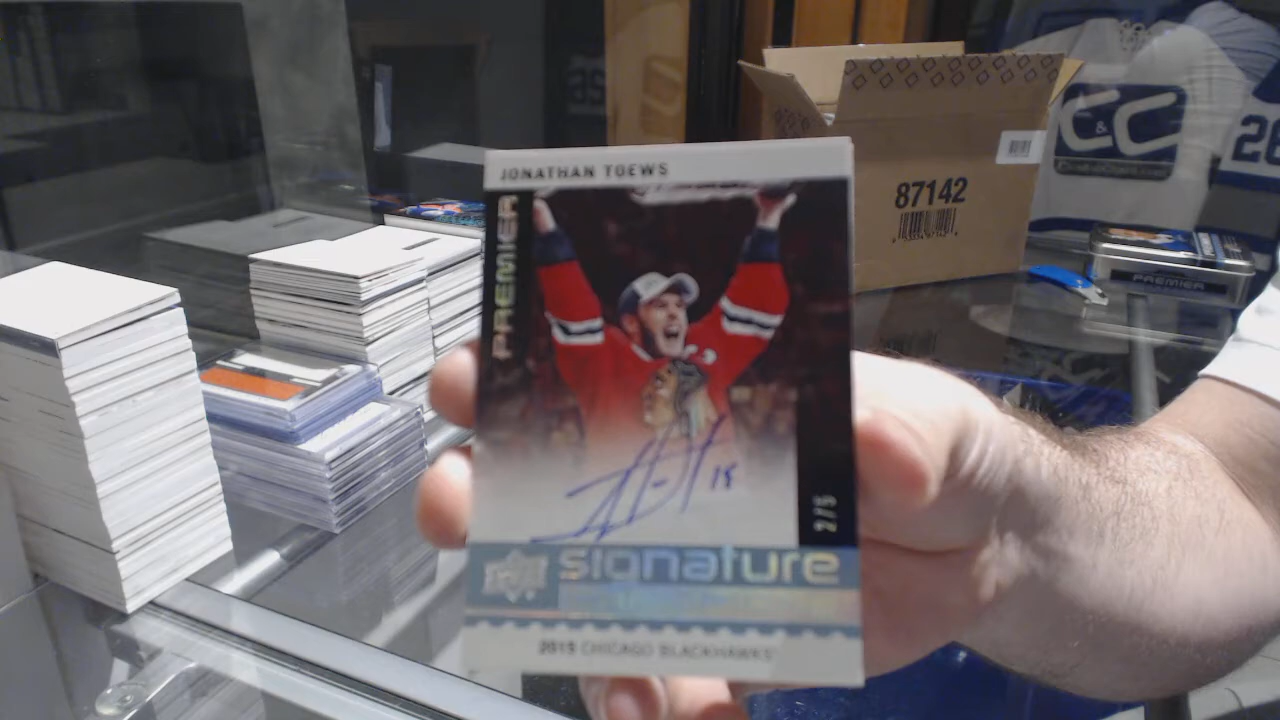 JONATHAN TOEWS
PREMIER
18
2/5
signature
2015 CHICAGO BLACKHAWKS
87142
C&C
26
PREMIER